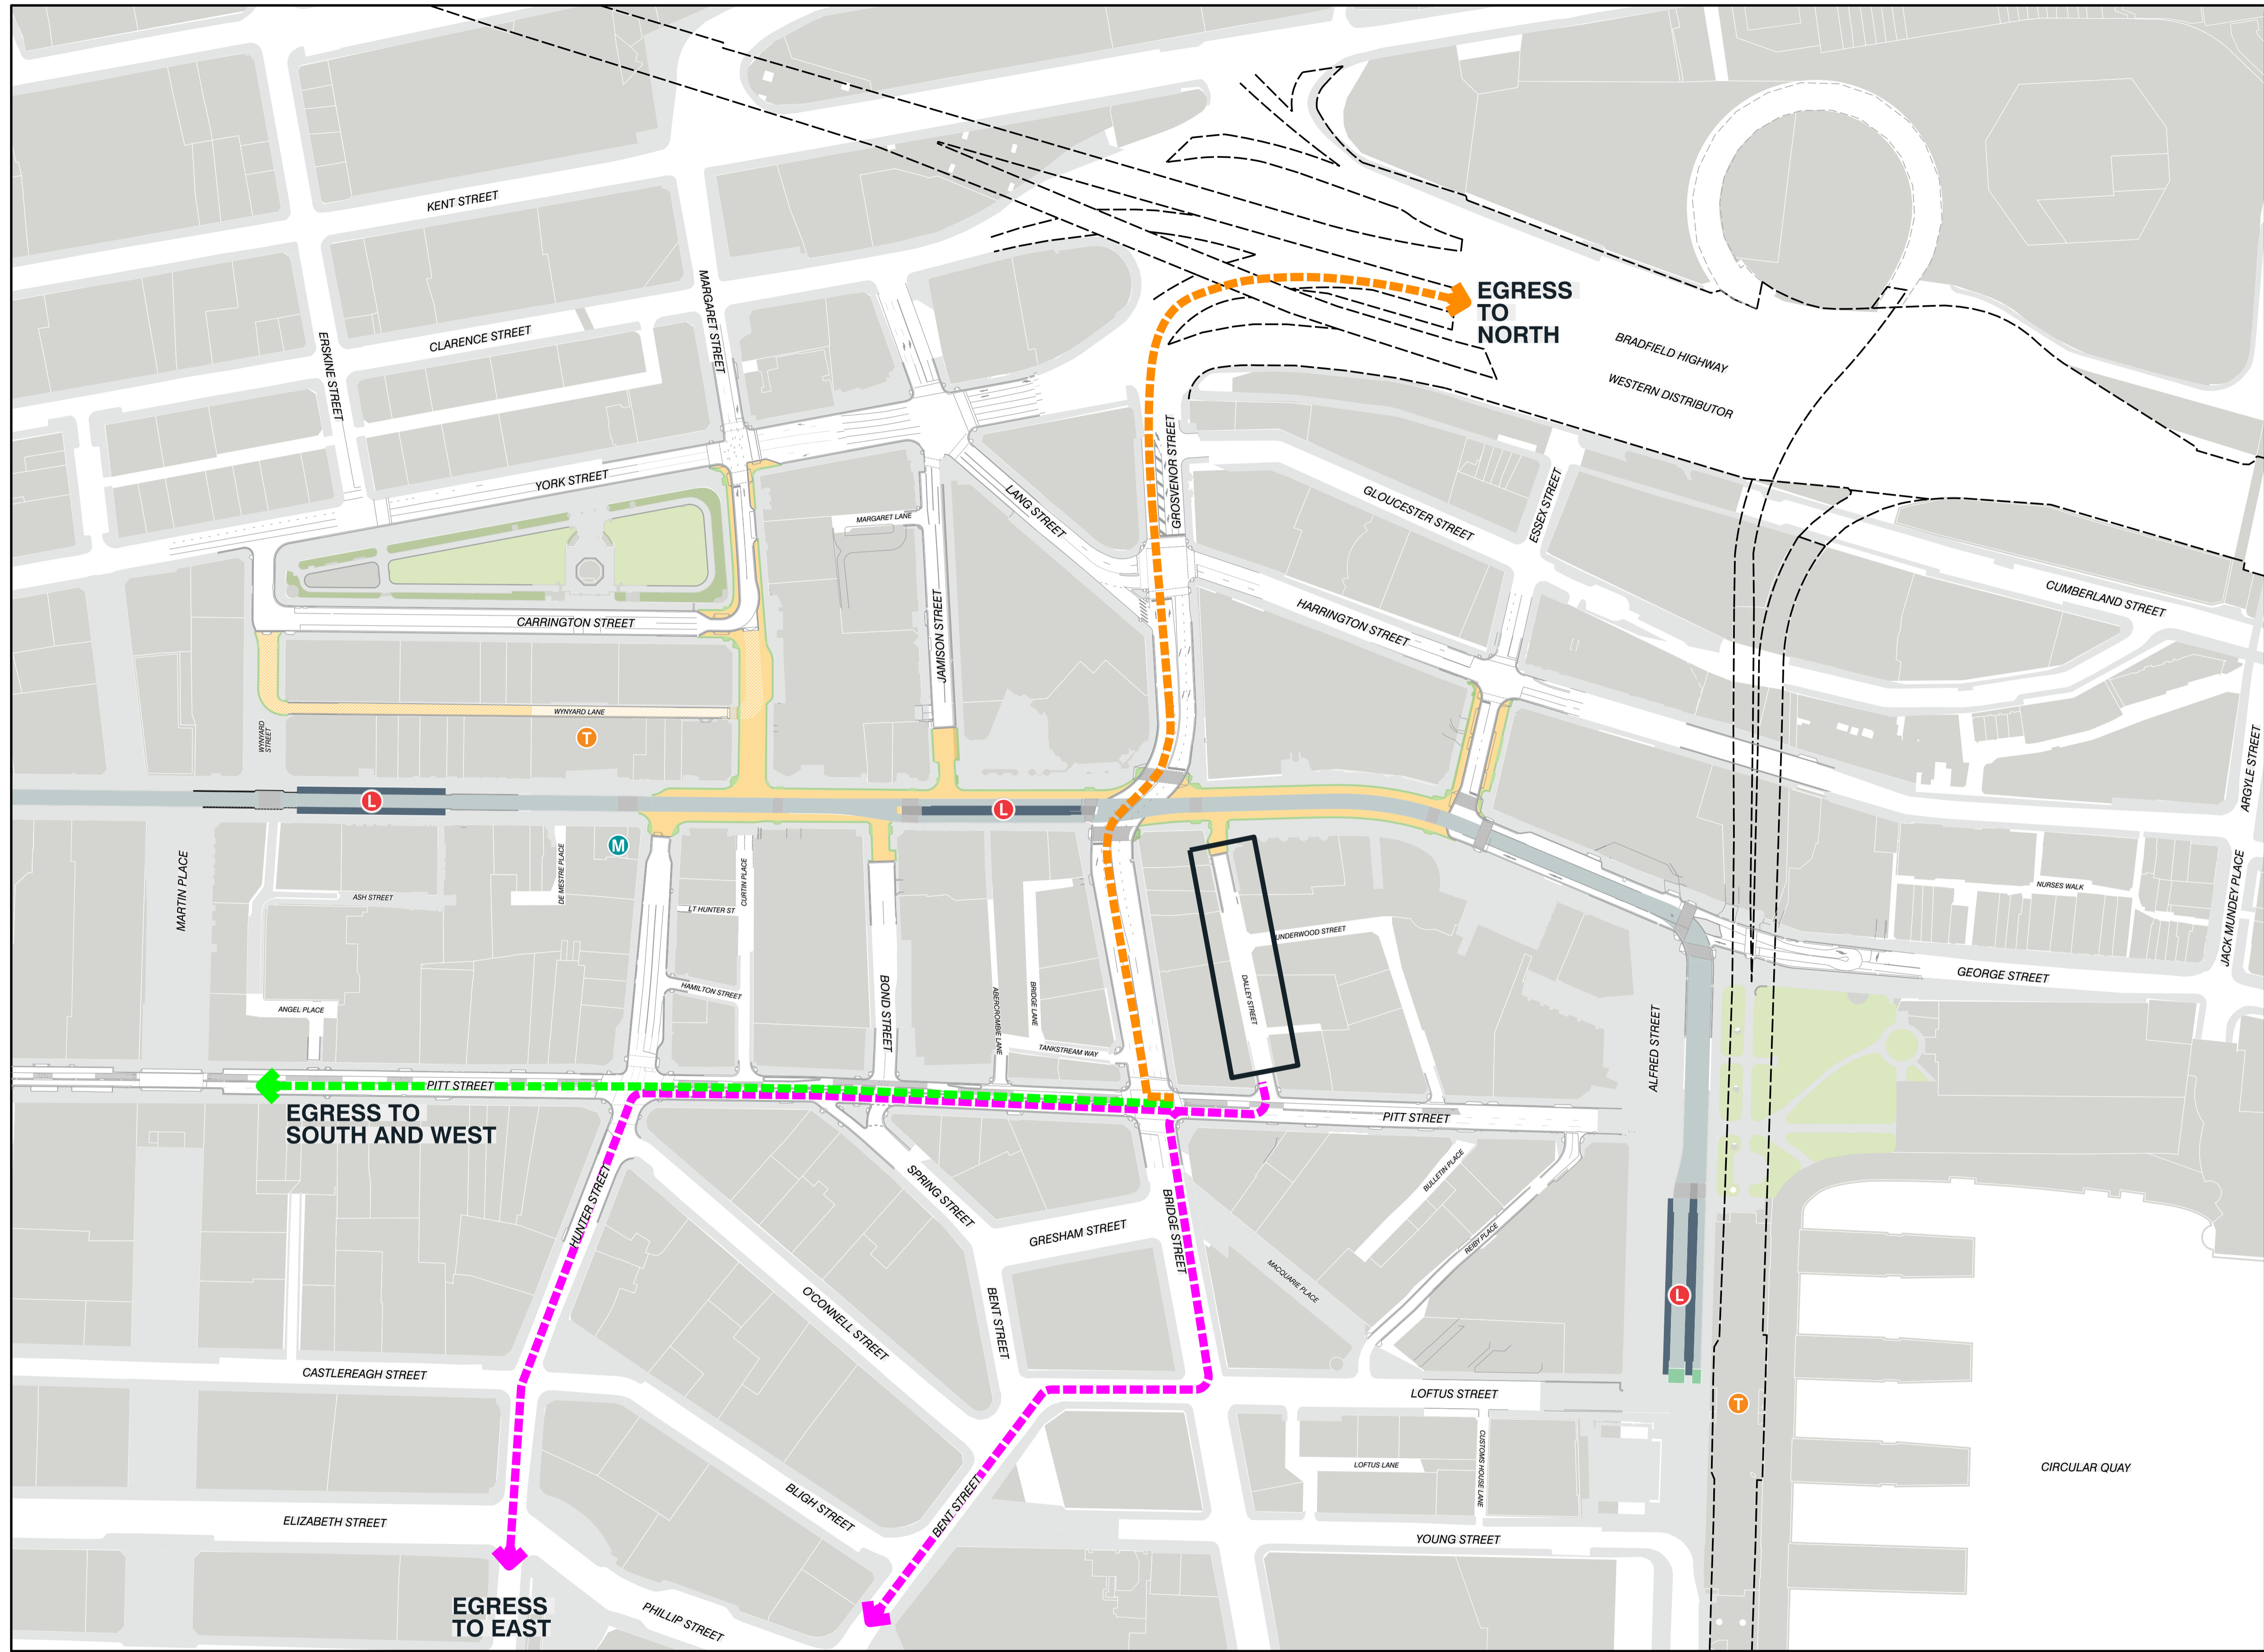 KENT STREET
CLARENCE STREET
MARGARET STREET
ERSKINE STREET
YORK STREET
EGRESS
TO
NORTH
BRADFIELD HIGHWAY
WESTERN DISTRIBUTOR
GROSVENOR STREET
LANG STREET
MARGARET LANE
GLOUCESTER STREET
ESSEX STREET
CUMBERLAND STREET
HARRINGTON STREET
CARRINGTON STREET
JAMISON STREET
WYNYARD LANE
WYNYARD
STREET
T
L
L
M
ARGYLE STREET
MARTIN PLACE
ASH STREET
DE MESTRE PLACE
CURTIN PLACE
LT HUNTER ST
HAMILTON STREET
ANGEL PLACE
BOND STREET
ABERCROMBIE LANE
BRIDGE LANE
TANKSTREAM WAY
UNDERWOOD STREET
DALLEY STREET
NURSES WALK
JACK MUNDEY PLACE
GEORGE STREET
ALFRED STREET
PITT STREET
PITT STREET
EGRESS TO
SOUTH AND WEST
HUNTER STREET
SPRING STREET
GRESHAM STREET
BRIDGE STREET
BULLETIN PLACE
REIBY PLACE
MACQUARIE PLACE
O'CONNELL STREET
BENT STREET
L
CASTLEREAGH STREET
LOFTUS STREET
T
CUSTOMS HOUSE LANE
LOFTUS LANE
CIRCULAR QUAY
BLIGH STREET
BENT STREET
ELIZABETH STREET
YOUNG STREET
EGRESS
TO EAST
PHILLIP STREET